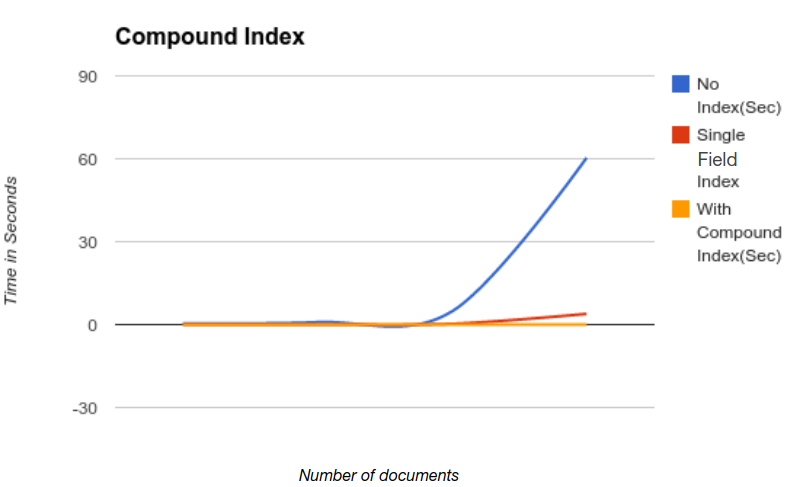 Compound Index
90
60
30
0
-30
Time in Seconds
Number of documents
No
Index(Sec)
Single
Field
Index
With
Compound
Index(Sec)